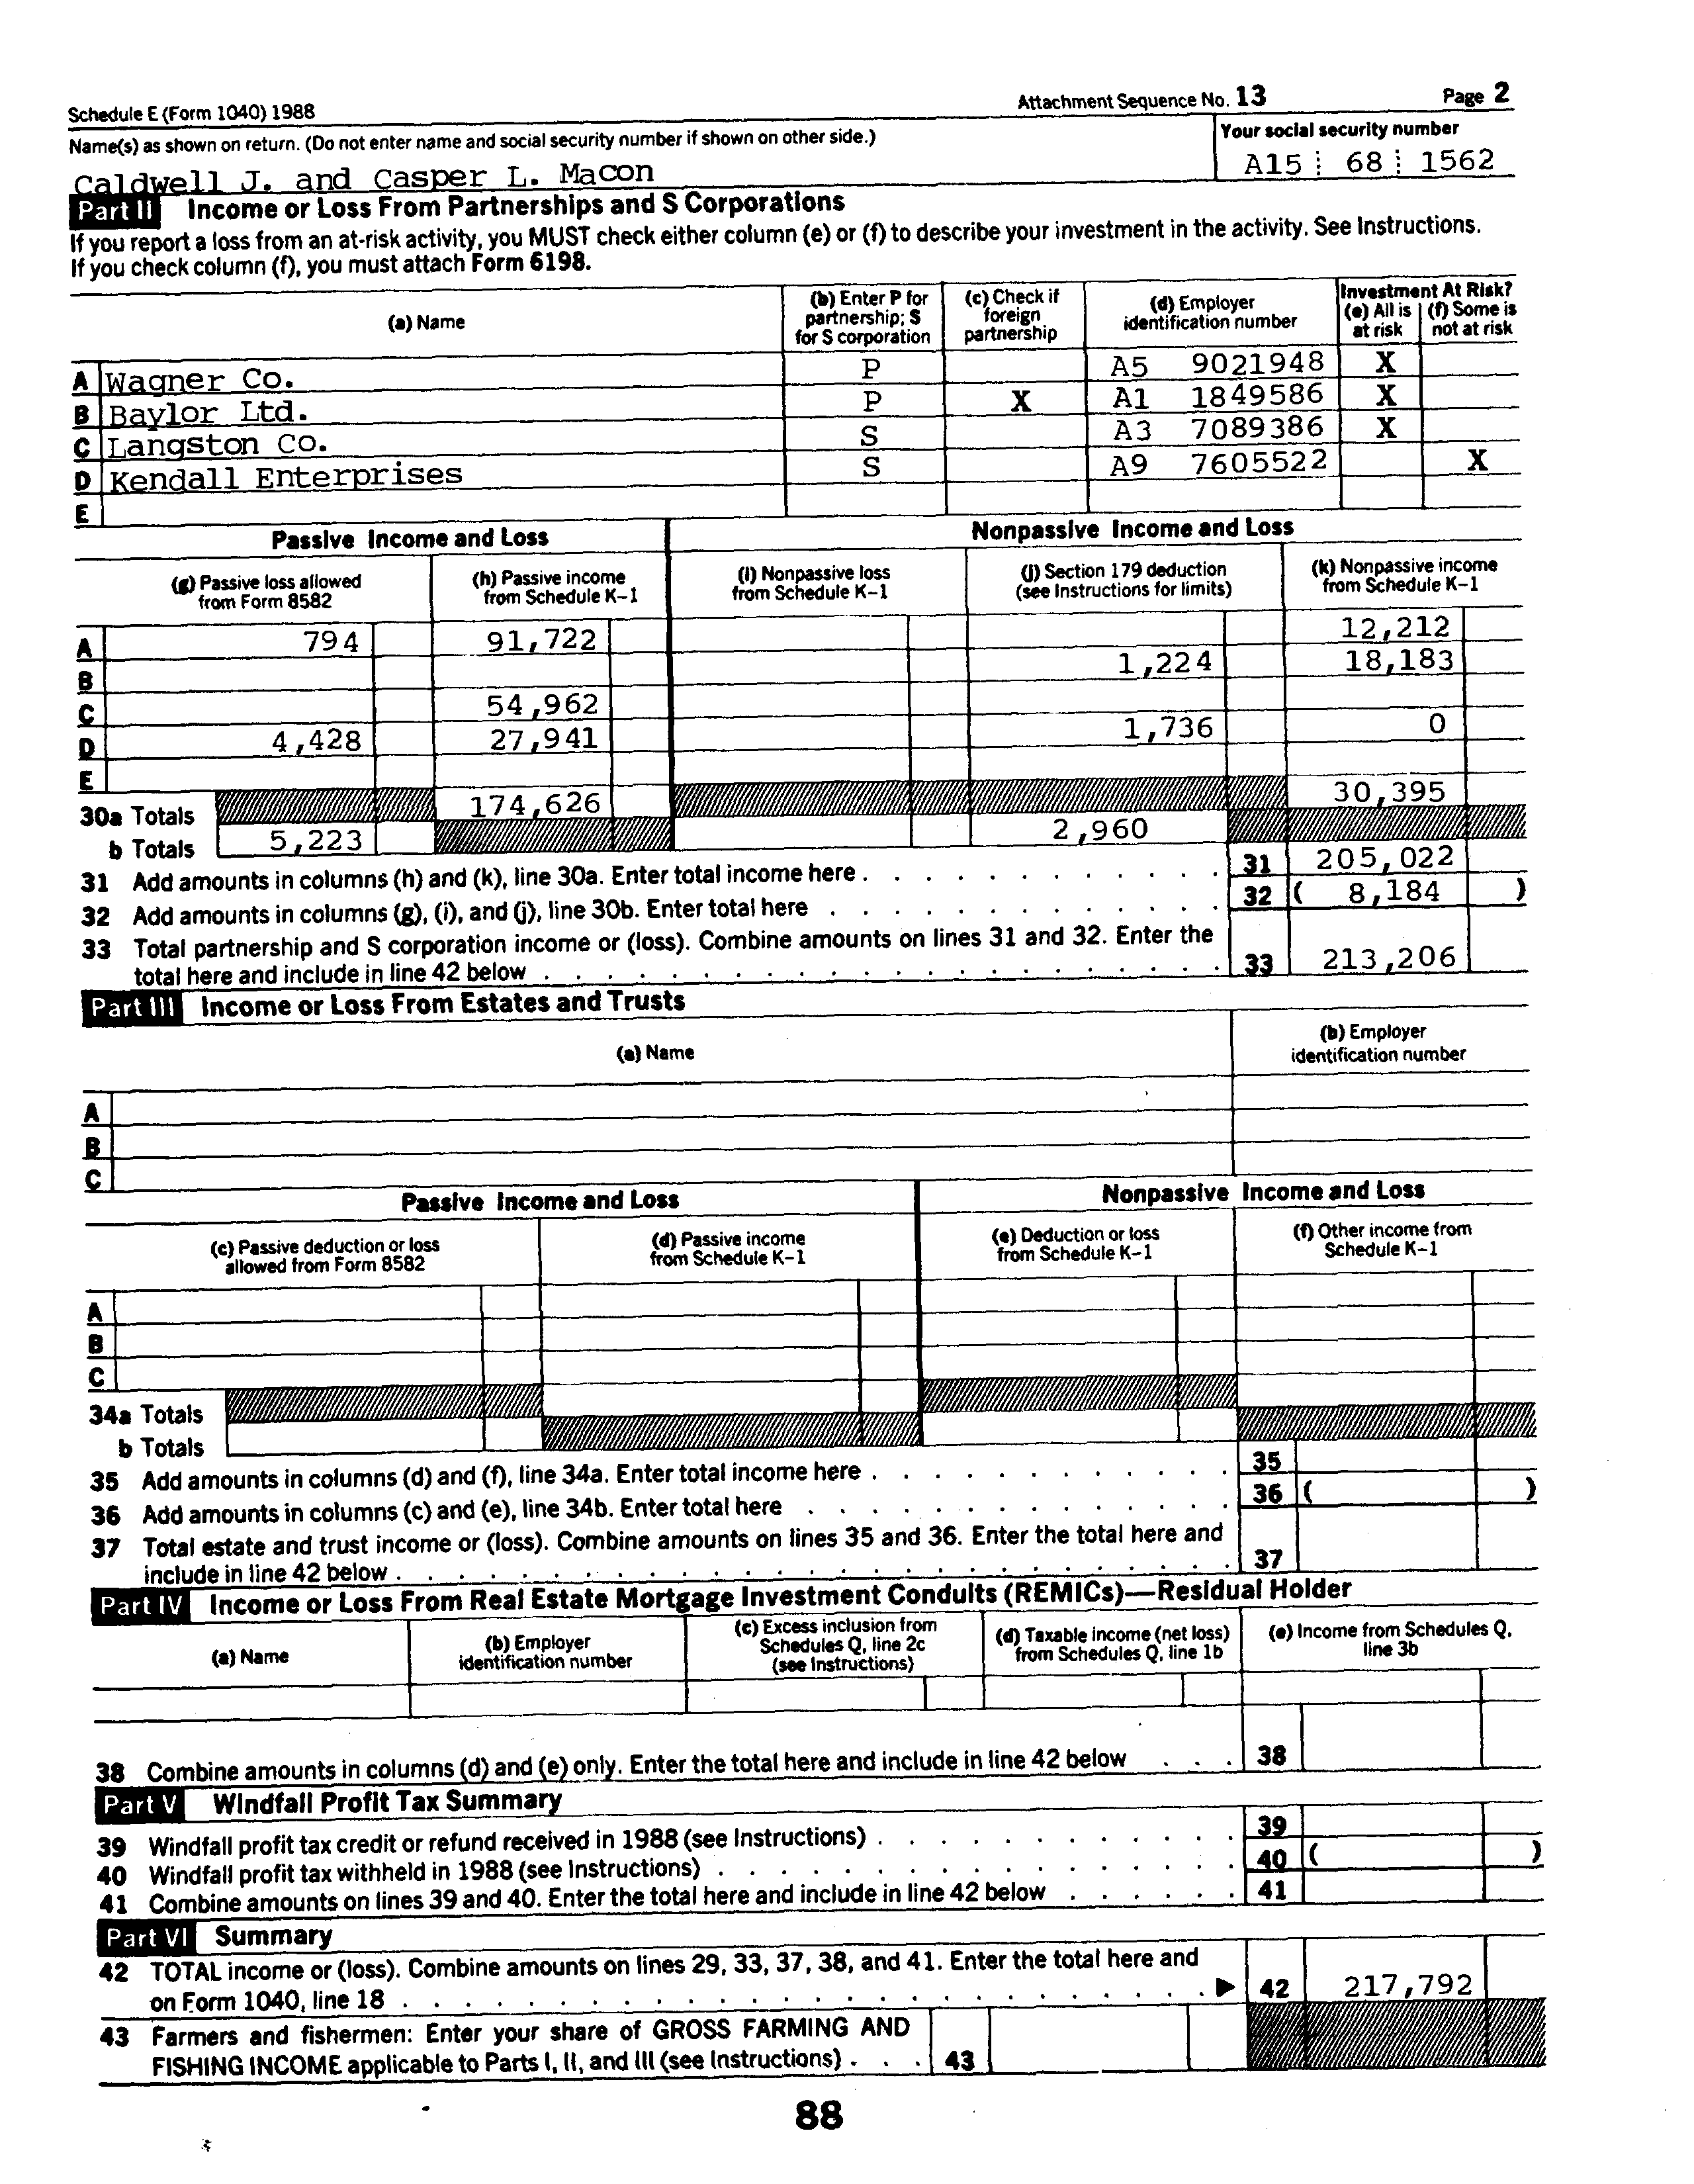 Schedule E (Form 1040) 1988 Attachment Sequence No. 13 Page 2
Name(s) as shown on return. (Do not enter name and social security number if shown on other side.) Your social security number
Caldwell J. and Casper L. Macon A15 68 1562
Part II Income or Loss From Partnerships and S Corporations
If you report a loss from an at-risk activity, you MUST check either column (e) or (f) to describe your investment in the activity. See Instructions.
If you check column (f), you must attach Form 6198.
(a) Name (b) Enter P for partnership; S for S corporation (c) Check if foreign partnership (d) Employer identification number Investment At Risk? (e) All is at risk (f) Some is not at risk
A Wagner Co. P A5 9021948 X
B Baylor Ltd. P X A1 1849586 X
C Langston Co. S A3 7089386 X
D Kendall Enterprises S A9 7605522 X
E
Passive Income and Loss Nonpassive Income and Loss
(g) Passive loss allowed from Form 8582 (h) Passive income from Schedule K-1 (i) Nonpassive loss from Schedule K-1 (j) Section 179 deduction (see Instructions for limits) (k) Nonpassive income from Schedule K-1
A 794 91,722 12,212
B 1,224 18,183
C 54,962
D 4,428 27,941 1,736 0
E
30a Totals 174,626 30,395
b Totals 5,223 2,960
31 Add amounts in columns (h) and (k), line 30a. Enter total income here . 31 205,022
32 Add amounts in columns (g), (i), and (j), line 30b. Enter total here 32 ( 8,184 )
33 Total partnership and S corporation income or (loss). Combine amounts on lines 31 and 32. Enter the
total here and include in line 42 below 33 213,206
Part III Income or Loss From Estates and Trusts
(a) Name (b) Employer identification number
A
B
C
Passive Income and Loss Nonpassive Income and Loss
(c) Passive deduction or loss allowed from Form 8582 (d) Passive income from Schedule K-1 (e) Deduction or loss from Schedule K-1 (f) Other income from Schedule K-1
A
B
C
34a Totals
b Totals
35 Add amounts in columns (d) and (f), line 34a. Enter total income here . 35
36 Add amounts in columns (c) and (e), line 34b. Enter total here 36 ( )
37 Total estate and trust income or (loss). Combine amounts on lines 35 and 36. Enter the total here and
include in line 42 below . 37
Part IV Income or Loss From Real Estate Mortgage Investment Conduits (REMICs)—Residual Holder
(a) Name (b) Employer identification number (c) Excess inclusion from Schedules Q, line 2c (see Instructions) (d) Taxable income (net loss) from Schedules Q, line 1b (e) Income from Schedules Q, line 3b
38 Combine amounts in columns (d) and (e) only. Enter the total here and include in line 42 below 38
Part V Windfall Profit Tax Summary
39 Windfall profit tax credit or refund received in 1988 (see Instructions) . 39
40 Windfall profit tax withheld in 1988 (see Instructions) . 40 ( )
41 Combine amounts on lines 39 and 40. Enter the total here and include in line 42 below 41
Part VI Summary
42 TOTAL income or (loss). Combine amounts on lines 29, 33, 37, 38, and 41. Enter the total here and
on Form 1040, line 18 ▶ 42 217,792
43 Farmers and fishermen: Enter your share of GROSS FARMING AND
FISHING INCOME applicable to Parts I, II, and III (see Instructions) . 43
88